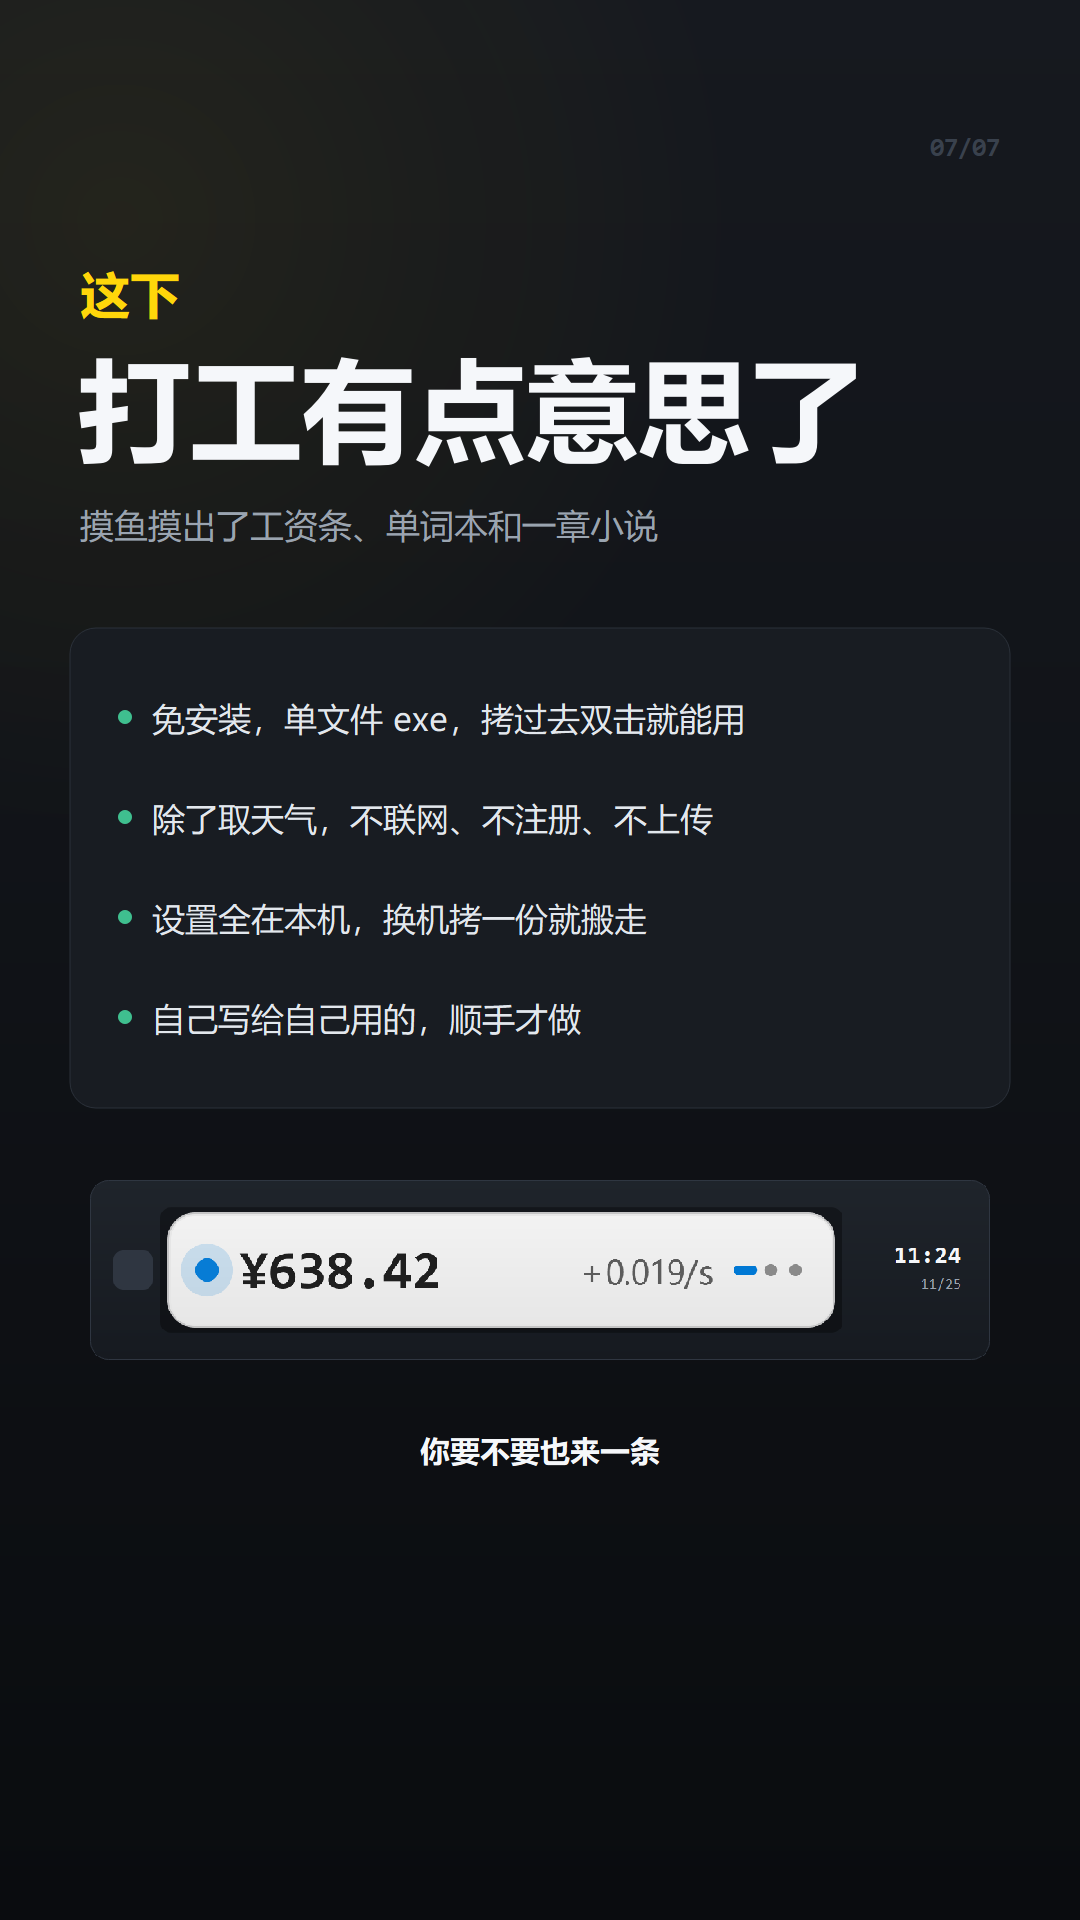 07/07
这下
打工有点意思了
摸鱼摸出了工资条、单词本和一章小说
免安装，单文件 exe，拷过去双击就能用
除了取天气，不联网、不注册、不上传
设置全在本机，换机拷一份就搬走
自己写给自己用的，顺手才做
¥638.42 +0.019/s
11:24
11/25
你要不要也来一条